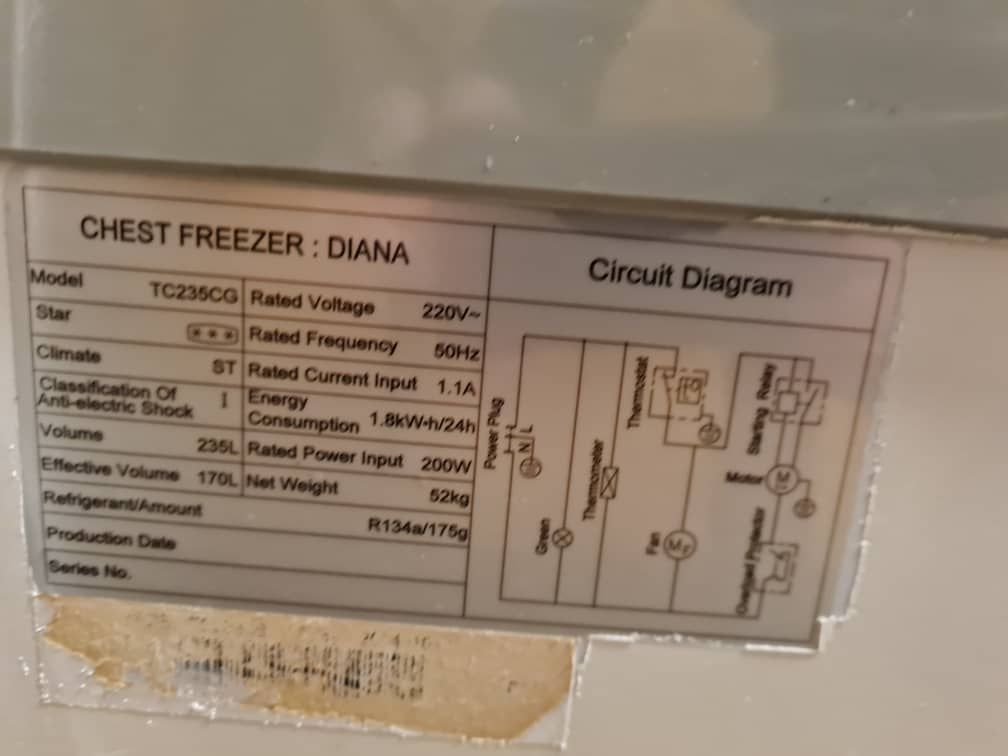 CHEST FREEZER : DIANA
Model TC235CG Rated Voltage 220V~
Star *** Rated Frequency 50Hz
Climate ST Rated Current Input 1.1A
Classification Of
Anti-electric Shock I Energy
Consumption 1.8kW•h/24h
Volume 235L Rated Power Input 200W
Effective Volume 170L Net Weight 52kg
Refrigerant/Amount R134a/175g
Production Date
Series No.
Circuit Diagram
Power Plug
N L
Green
Thermometer
Thermostat
Fan
Starting Relay
Motor